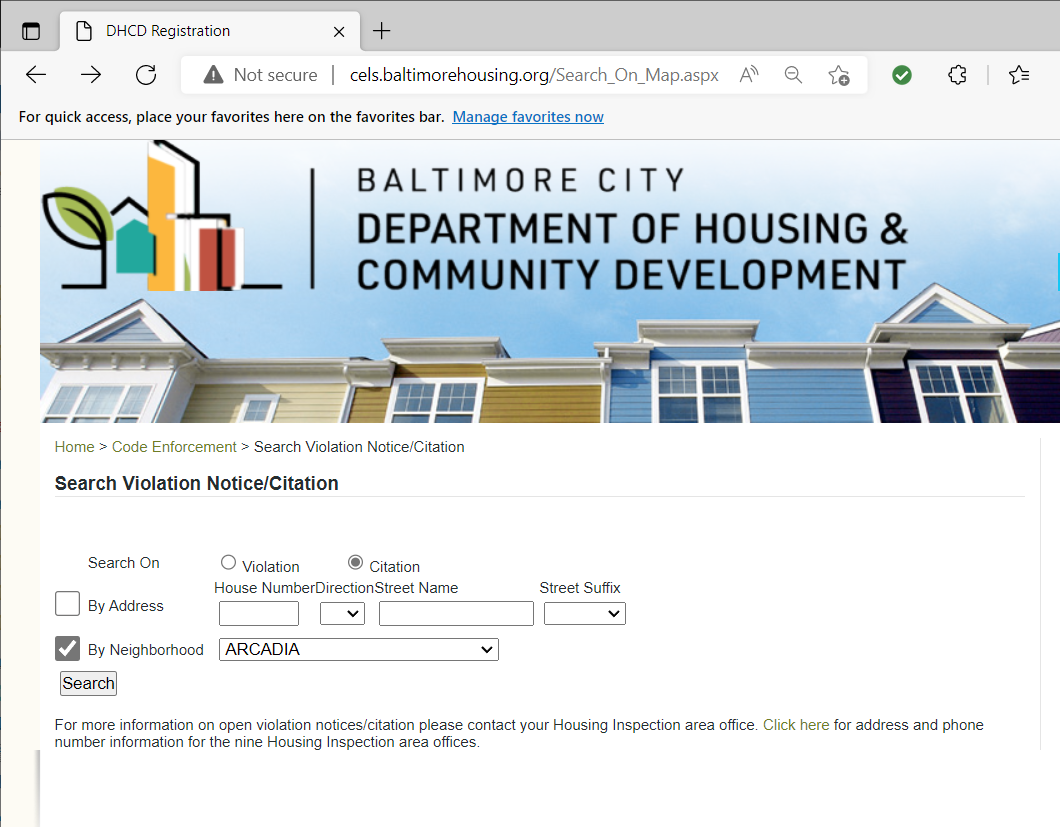 DHCD Registration
Not secure | cels.baltimorehousing.org/Search_On_Map.aspx
For quick access, place your favorites here on the favorites bar. Manage favorites now
BALTIMORE CITY
DEPARTMENT OF HOUSING &
COMMUNITY DEVELOPMENT
Home > Code Enforcement > Search Violation Notice/Citation
Search Violation Notice/Citation
Search On Violation Citation
House Number Direction Street Name Street Suffix
By Address
By Neighborhood ARCADIA
Search
For more information on open violation notices/citation please contact your Housing Inspection area office. Click here for address and phone
number information for the nine Housing Inspection area offices.